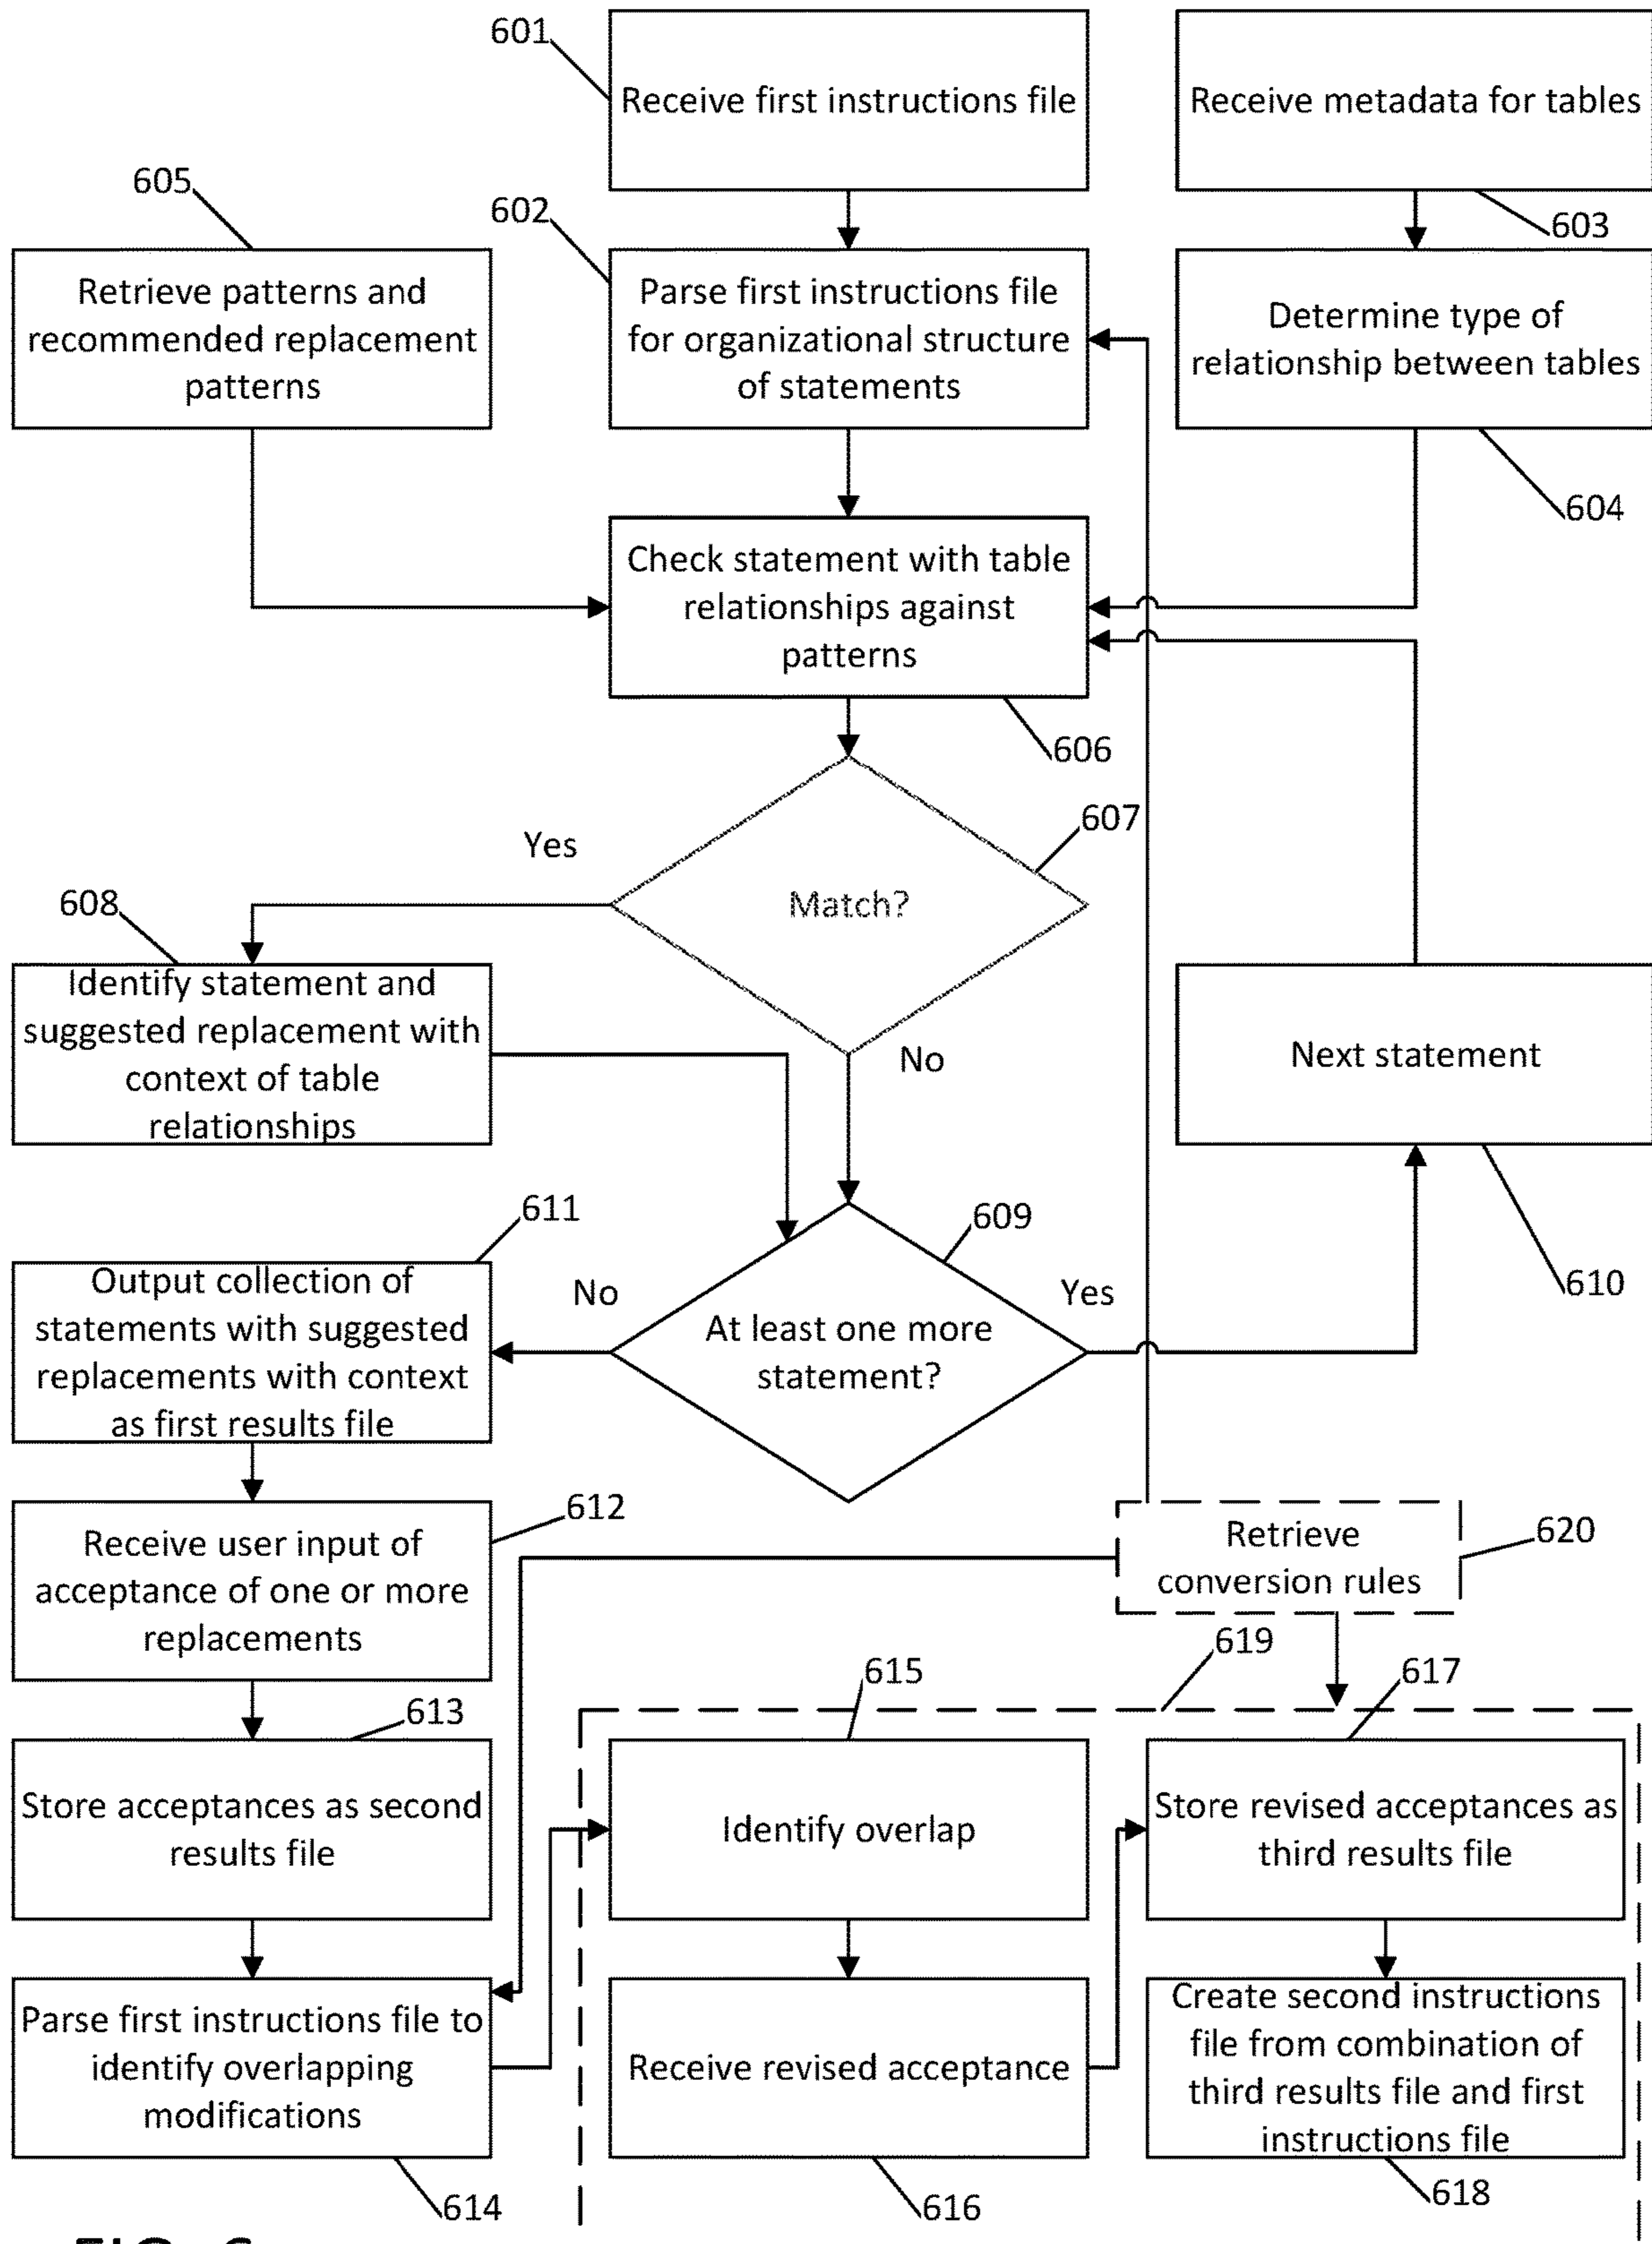 601
Receive first instructions file
Receive metadata for tables
605
602
603
Retrieve patterns and
recommended replacement
patterns
Parse first instructions file
for organizational structure
of statements
Determine type of
relationship between tables
604
Check statement with table
relationships against
patterns
606
607
Yes
Match?
608
No
Identify statement and
suggested replacement with
context of table
relationships
Next statement
611
609
610
Output collection of
statements with suggested
replacements with context
as first results file
No
At least one more
statement?
Yes
612
Receive user input of
acceptance of one or more
replacements
Retrieve
conversion rules
620
619
615
617
613
Store acceptances as second
results file
Identify overlap
Store revised acceptances as
third results file
Parse first instructions file to
identify overlapping
modifications
Receive revised acceptance
Create second instructions
file from combination of
third results file and first
instructions file
614
616
618